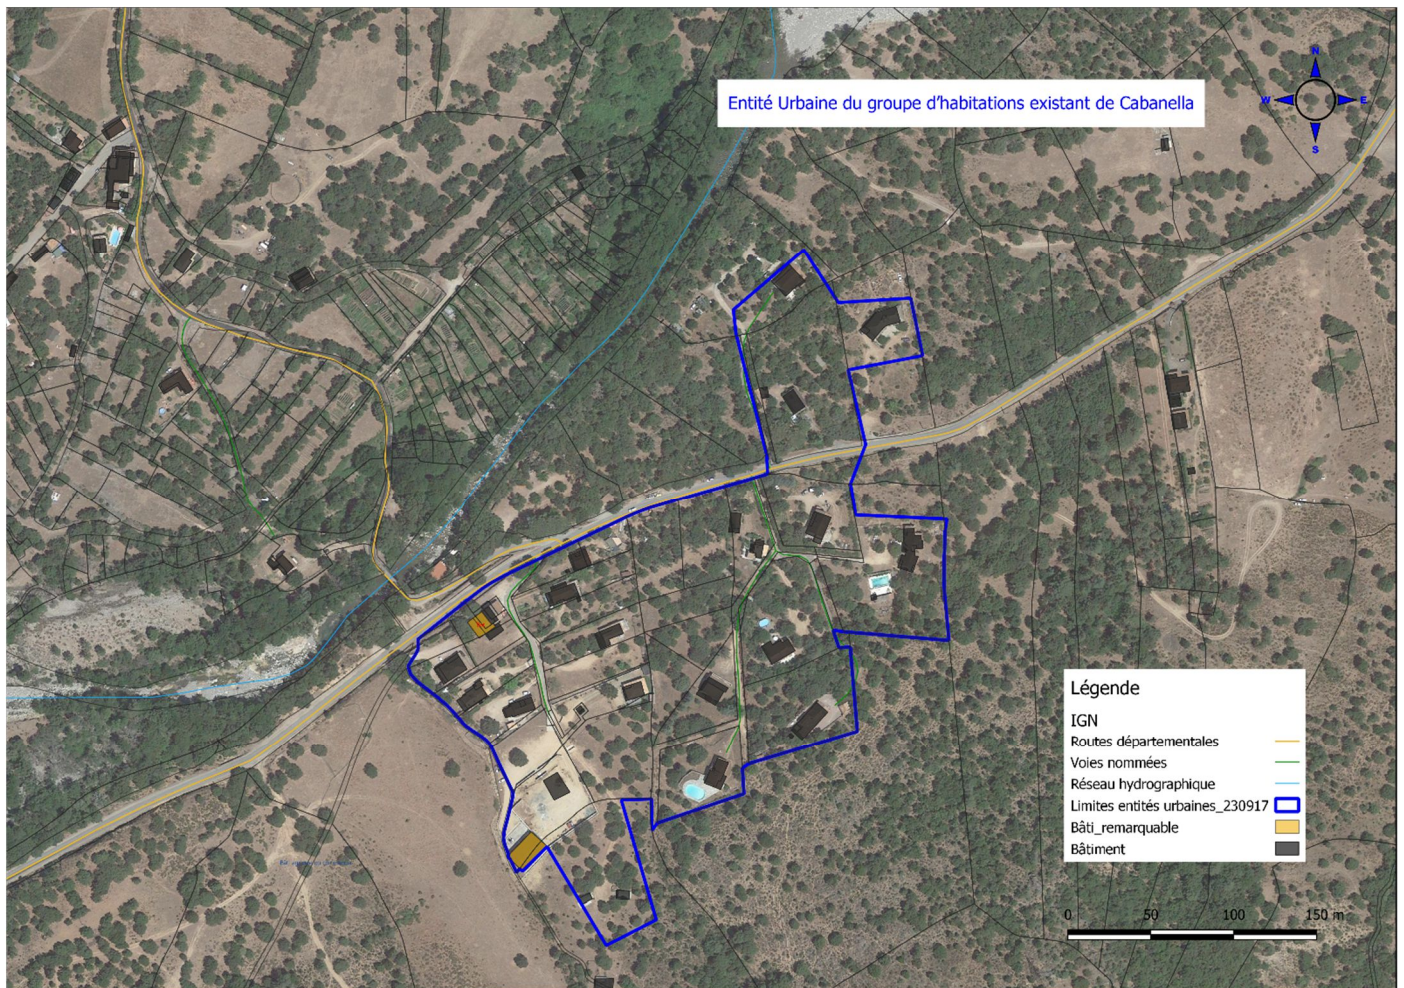 Entité Urbaine du groupe d'habitations existant de Cabanella
N
W
E
S
Légende
IGN
Routes départementales
Voies nommées
Réseau hydrographique
Limites entités urbaines_230917
Bâti_remarquable
Bâtiment
0 50 100 150 m